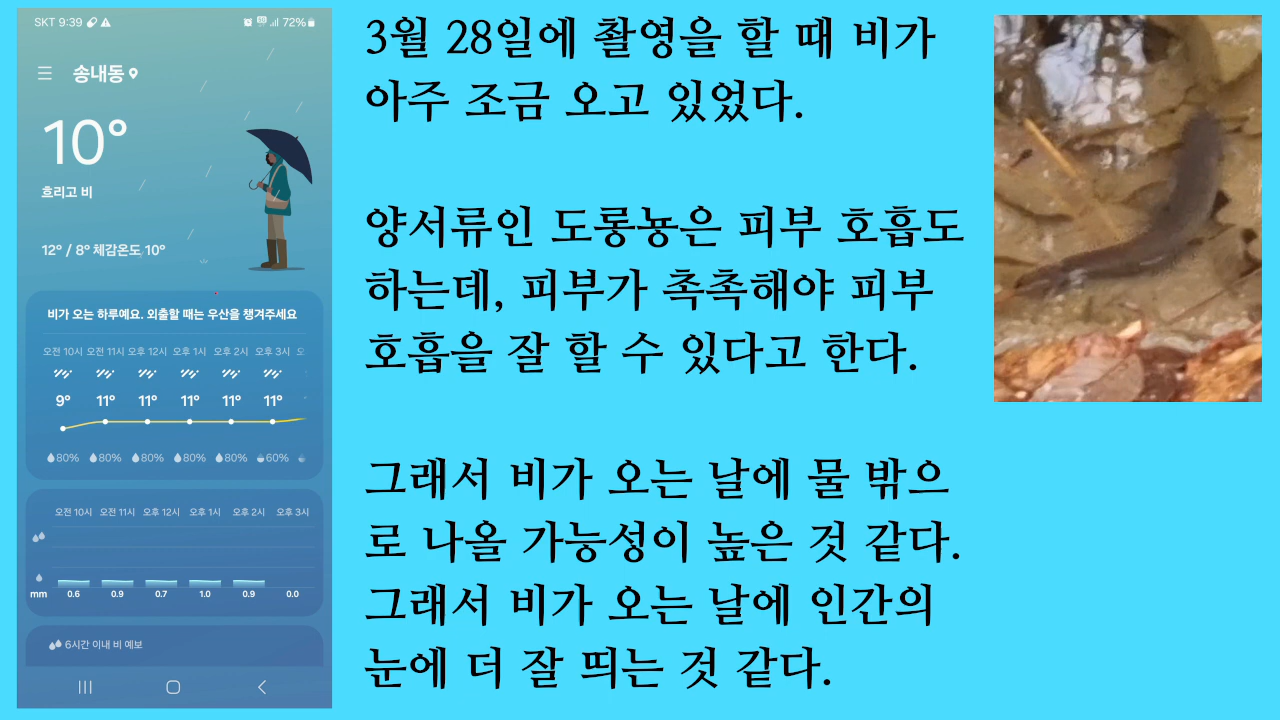 SKT 9:39
72%
송내동
10°
흐리고 비
12° / 8° 체감온도 10°
비가 오는 하루예요. 외출할 때는 우산을 챙겨주세요
오전 10시 오전 11시 오후 12시 오후 1시 오후 2시 오후 3시 오
9° 11° 11° 11° 11° 11°
80% 80% 80% 80% 80% 60%
오전 10시 오전 11시 오후 12시 오후 1시 오후 2시 오후 3시
mm 0.6 0.9 0.7 1.0 0.9 0.0
6시간 이내 비 예보
3월 28일에 촬영을 할 때 비가
아주 조금 오고 있었다.
양서류인 도롱뇽은 피부 호흡도
하는데, 피부가 촉촉해야 피부
호흡을 잘 할 수 있다고 한다.
그래서 비가 오는 날에 물 밖으
로 나올 가능성이 높은 것 같다.
그래서 비가 오는 날에 인간의
눈에 더 잘 띄는 것 같다.